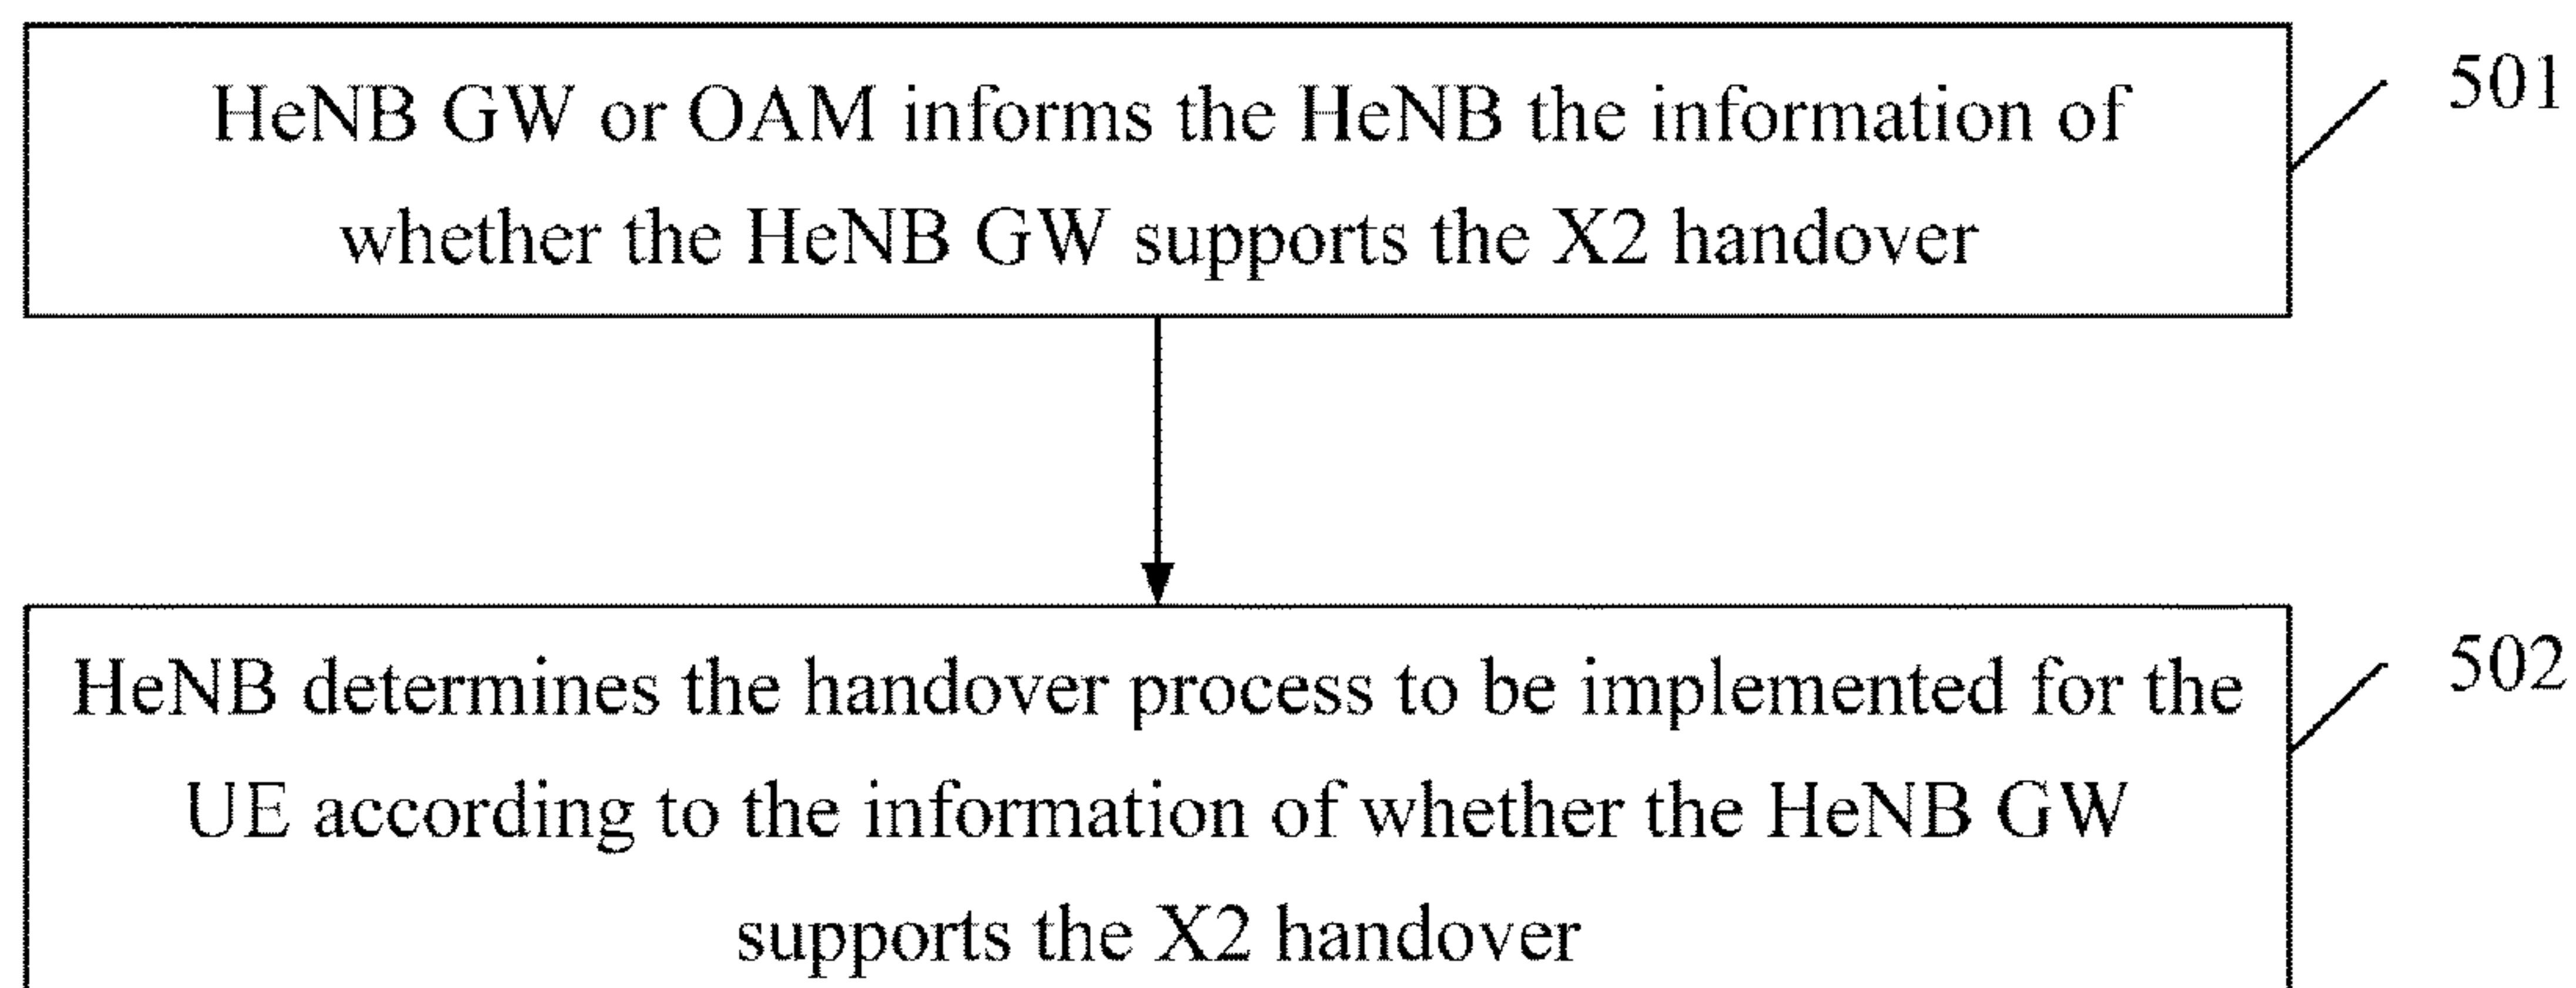 HeNB GW or OAM informs the HeNB the information of
whether the HeNB GW supports the X2 handover
501
HeNB determines the handover process to be implemented for the
UE according to the information of whether the HeNB GW
supports the X2 handover
502